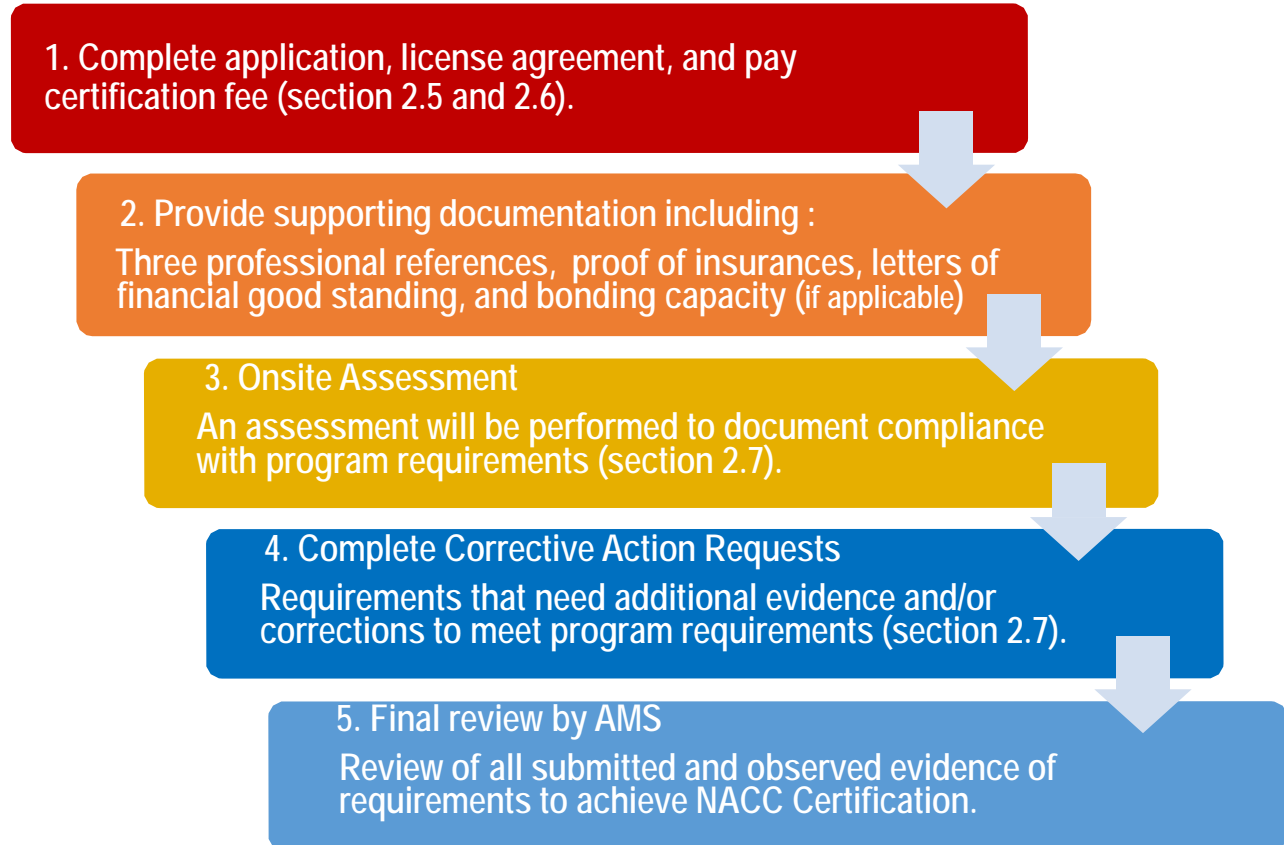 1. Complete application, license agreement, and pay
certification fee (section 2.5 and 2.6).
2. Provide supporting documentation including :
Three professional references, proof of insurances, letters of
financial good standing, and bonding capacity (if applicable)
3. Onsite Assessment
An assessment will be performed to document compliance
with program requirements (section 2.7).
4. Complete Corrective Action Requests
Requirements that need additional evidence and/or
corrections to meet program requirements (section 2.7).
5. Final review by AMS
Review of all submitted and observed evidence of
requirements to achieve NACC Certification.